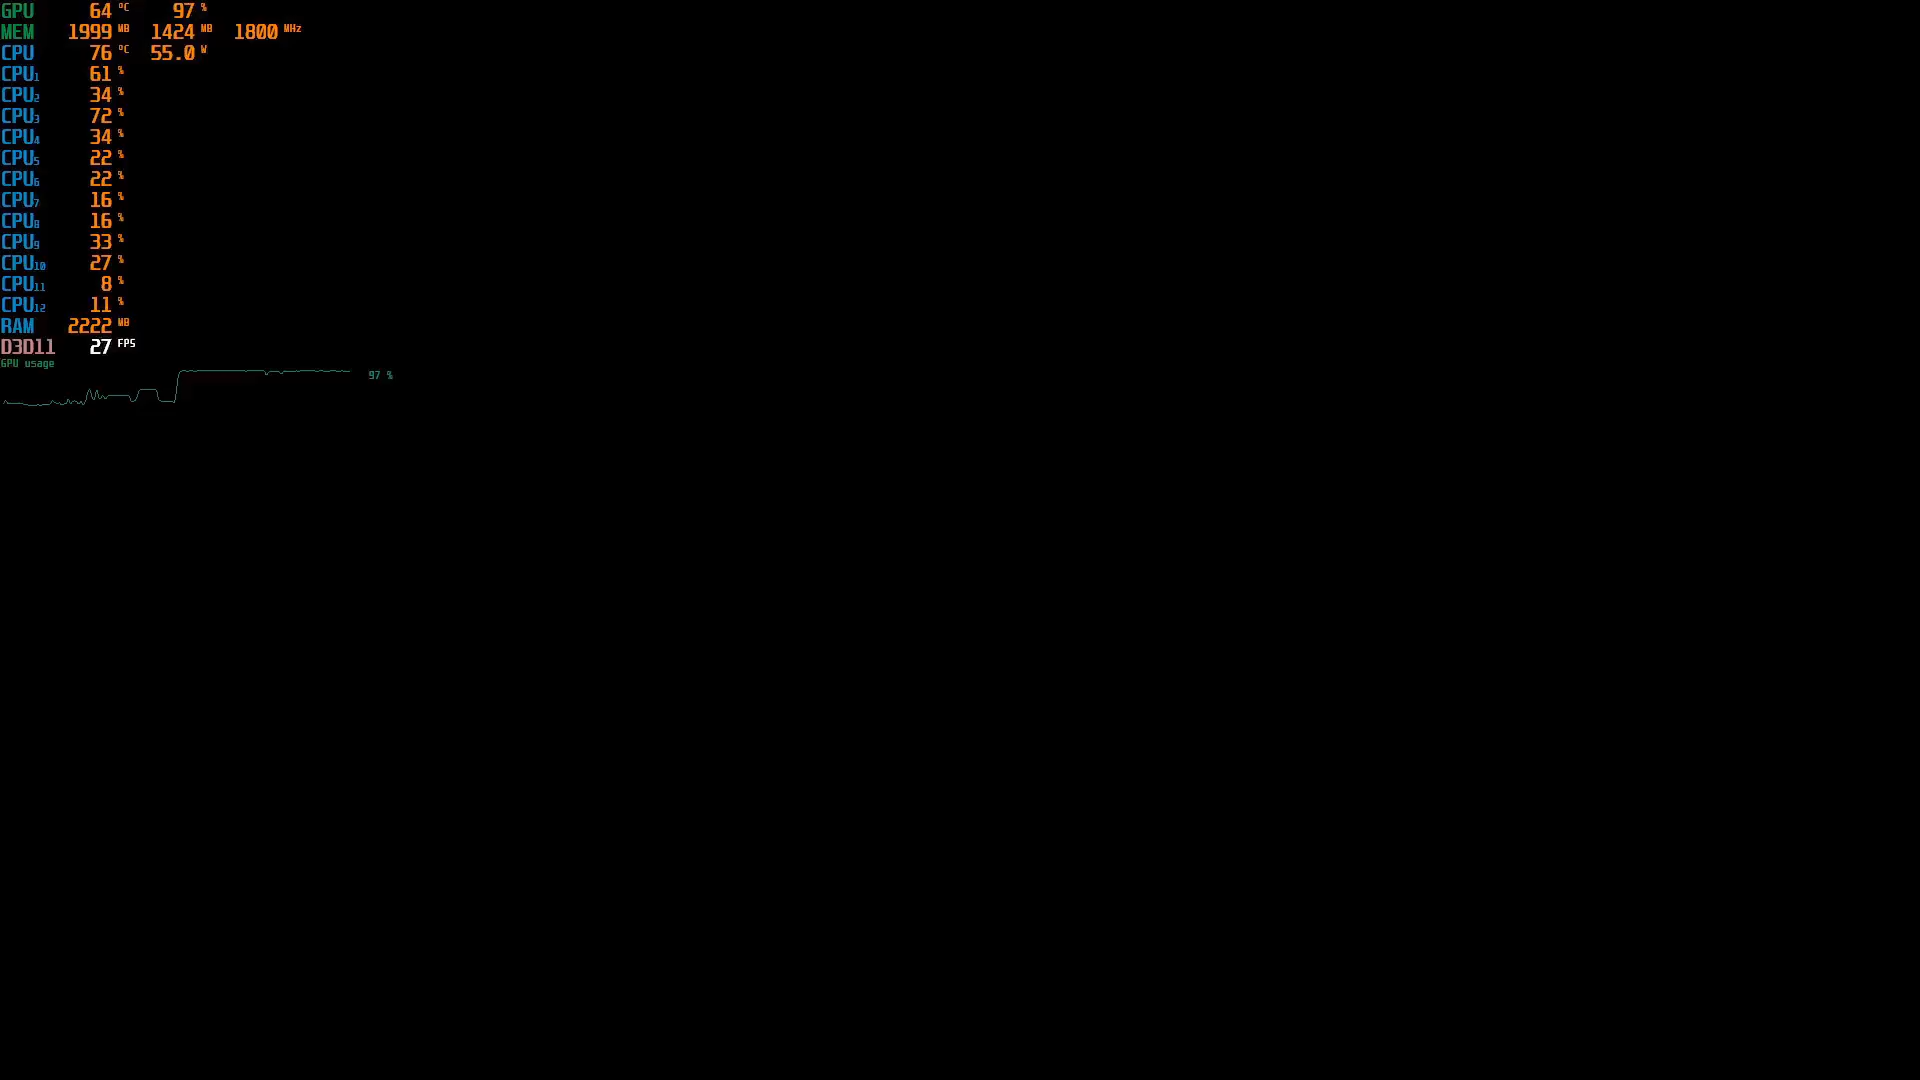 GPU 64 °C 97 %
MEM 1999 MB 1424 MB 1800 MHz
CPU 76 °C 55.0 W
CPU1 61 %
CPU2 34 %
CPU3 72 %
CPU4 34 %
CPU5 22 %
CPU6 22 %
CPU7 16 %
CPU8 16 %
CPU9 33 %
CPU10 27 %
CPU11 8 %
CPU12 11 %
RAM 2222 MB
D3D11 27 FPS
GPU usage
97 %